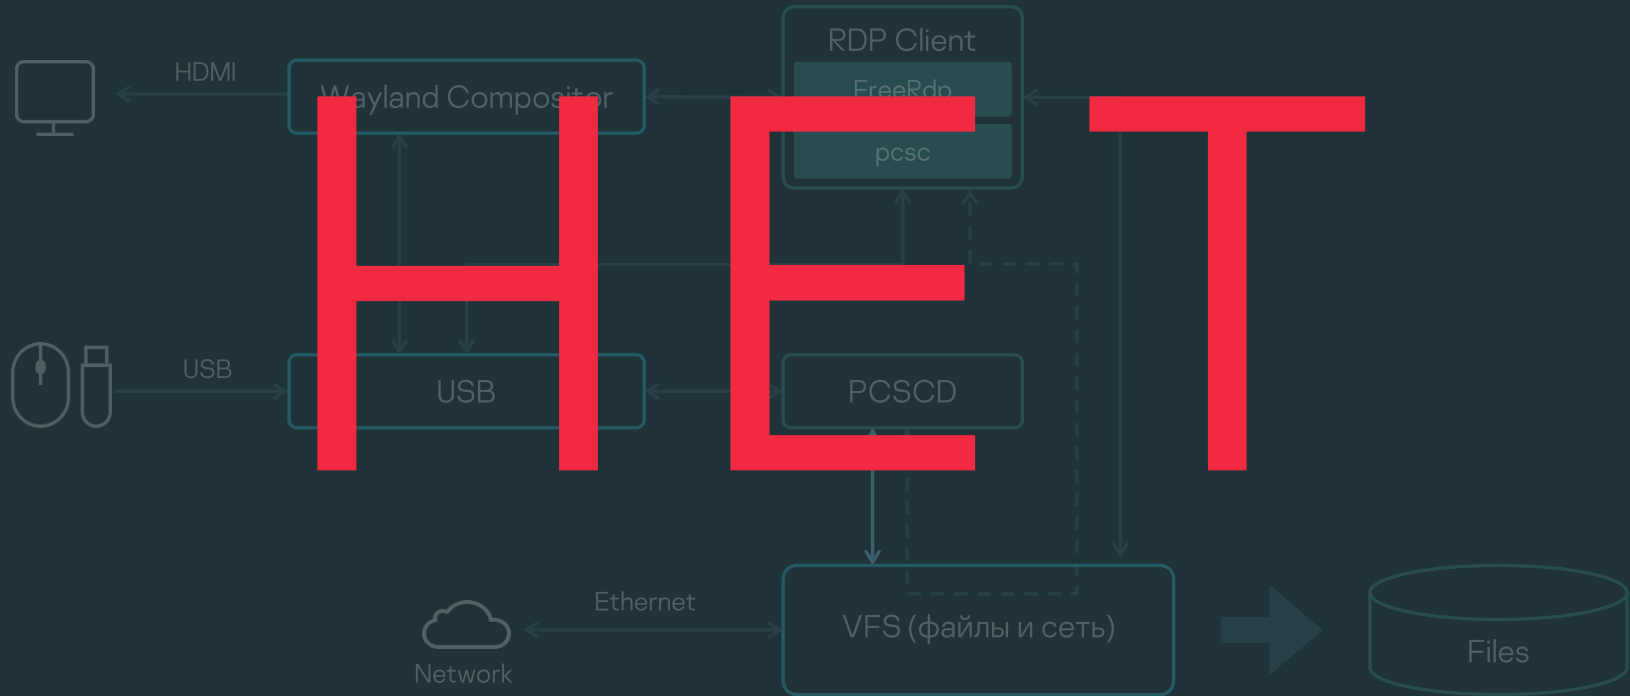 RDP Client
HDMI
Wayland Compositor
FreeRdp
pcsc
НЕТ
USB
USB
PCSCD
Ethernet
VFS (файлы и сеть)
Network
Files